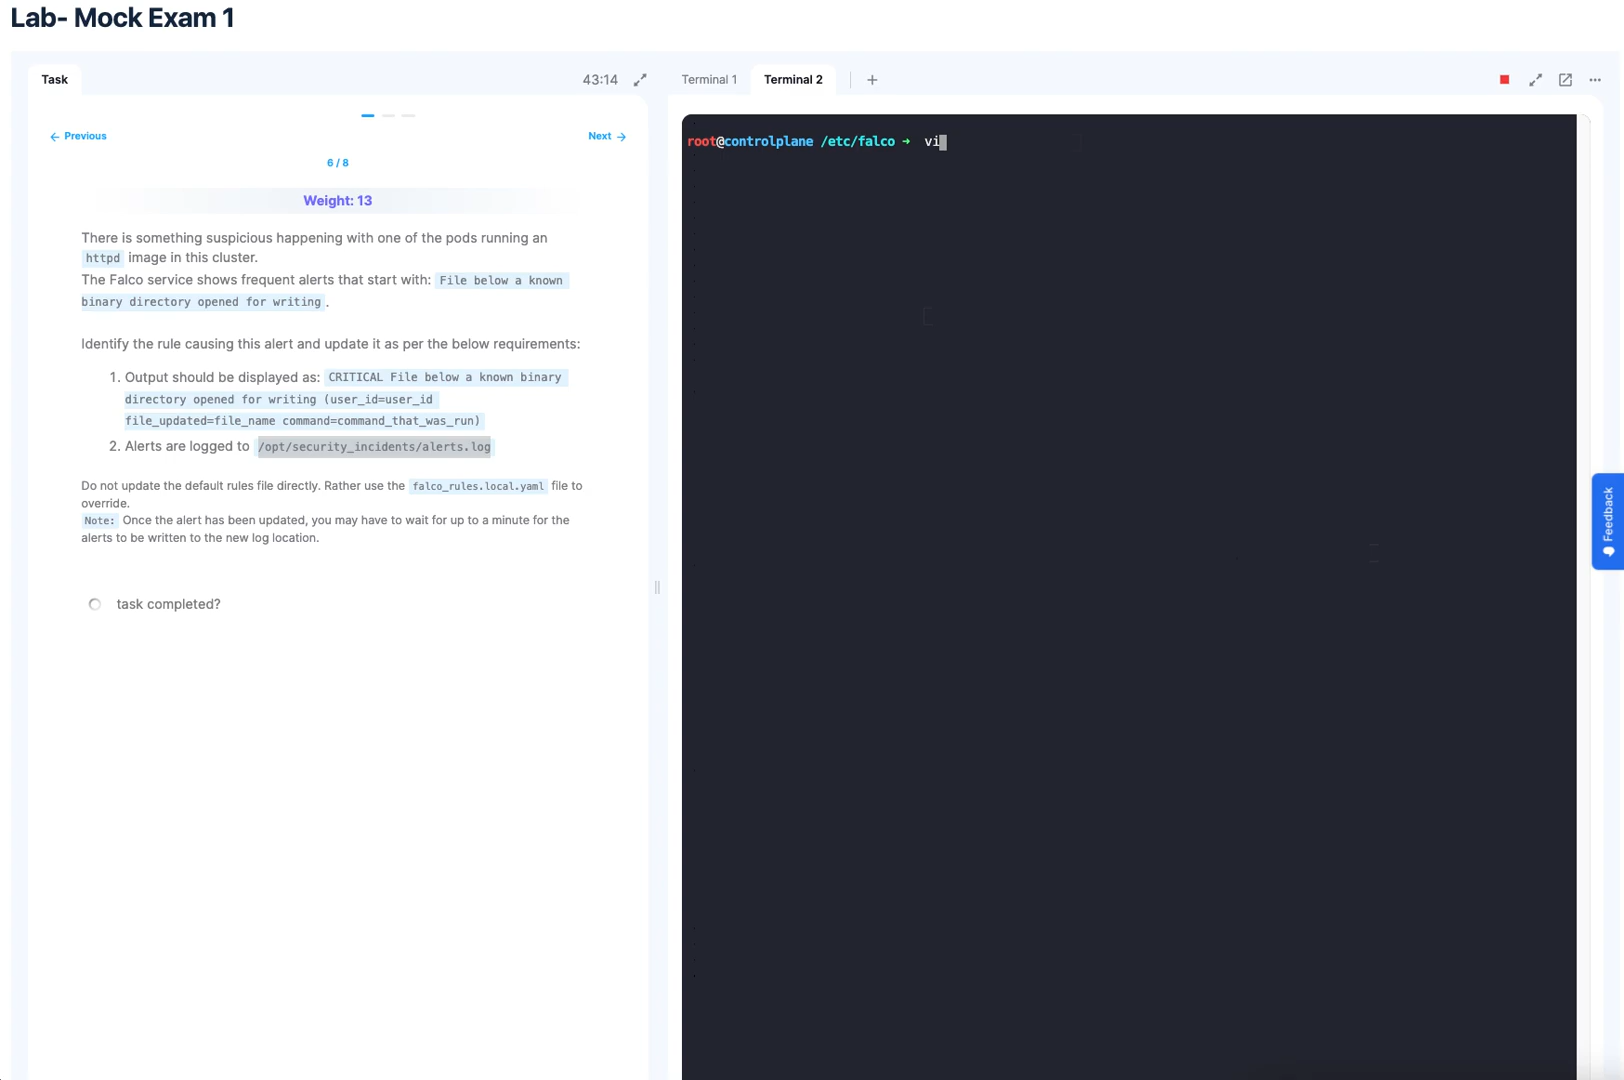 Lab- Mock Exam 1
Task 43:14 Terminal 1 Terminal 2
Previous Next
6 / 8
Weight: 13
There is something suspicious happening with one of the pods running an
httpd image in this cluster.
The Falco service shows frequent alerts that start with: File below a known
binary directory opened for writing.
Identify the rule causing this alert and update it as per the below requirements:
1. Output should be displayed as: CRITICAL File below a known binary
directory opened for writing (user_id=user_id
file_updated=file_name command=command_that_was_run)
2. Alerts are logged to /opt/security_incidents/alerts.log
Do not update the default rules file directly. Rather use the falco_rules.local.yaml file to
override.
Note: Once the alert has been updated, you may have to wait for up to a minute for the
alerts to be written to the new log location.
task completed?
root@controlplane /etc/falco ➜ vi
Feedback